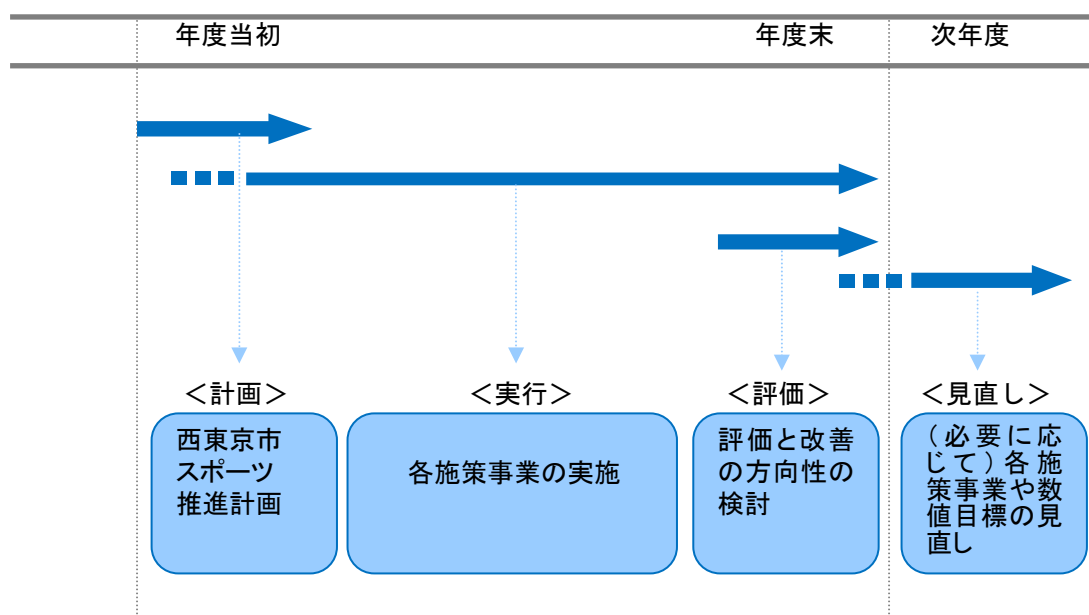 年度当初
年度末
次年度
＜計画＞
＜実行＞
＜評価＞
＜見直し＞
西東京市
スポーツ
推進計画
各施策事業の実施
評価と改善
の方向性の
検討
（必要に応
じて）各施
策事業や数
値目標の見
直し